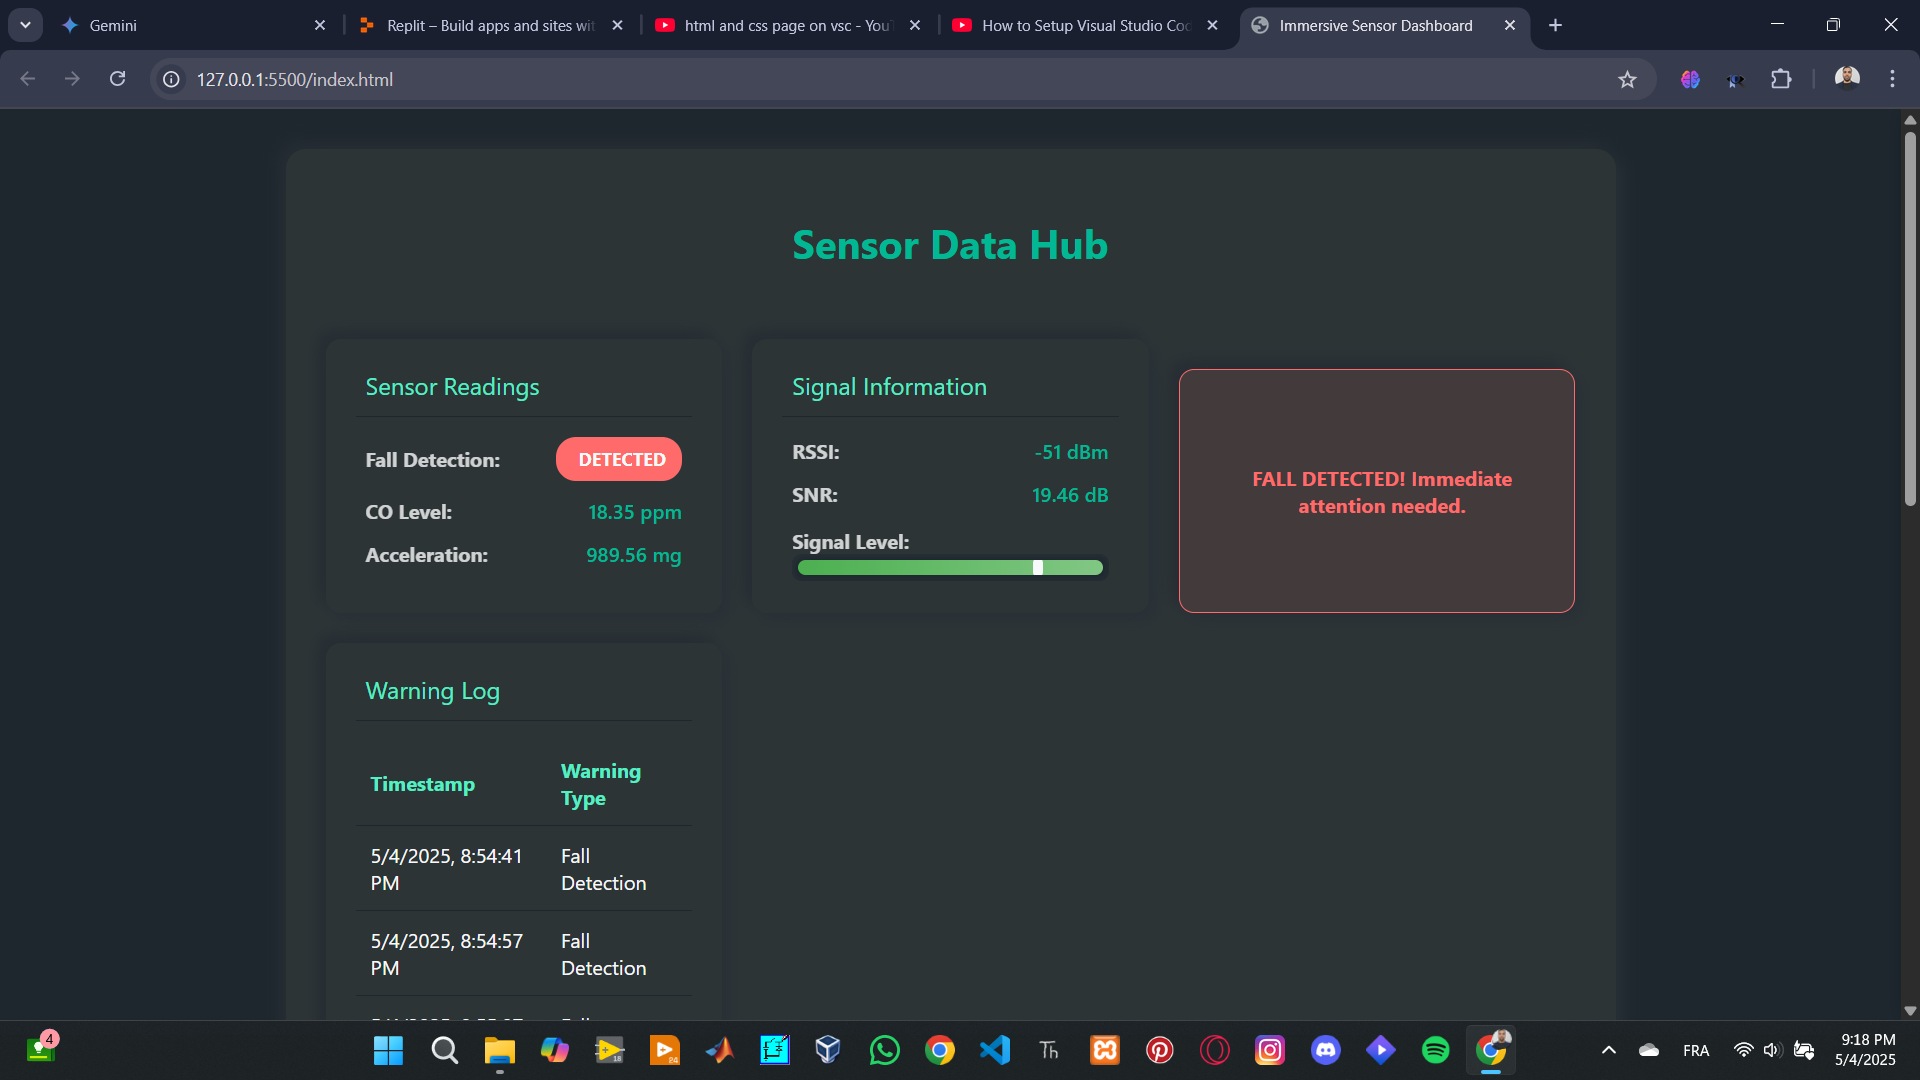 Gemini
Replit – Build apps and sites wit
html and css page on vsc - YouT
How to Setup Visual Studio Cod
Immersive Sensor Dashboard
127.0.0.1:5500/index.html
Sensor Data Hub
Sensor Readings
Fall Detection:
DETECTED
CO Level:
18.35 ppm
Acceleration:
989.56 mg
Signal Information
RSSI:
-51 dBm
SNR:
19.46 dB
Signal Level:
FALL DETECTED! Immediate
attention needed.
Warning Log
Timestamp
Warning
Type
5/4/2025, 8:54:41
PM
Fall
Detection
5/4/2025, 8:54:57
PM
Fall
Detection
4
18
24
Th
FRA
9:18 PM
5/4/2025